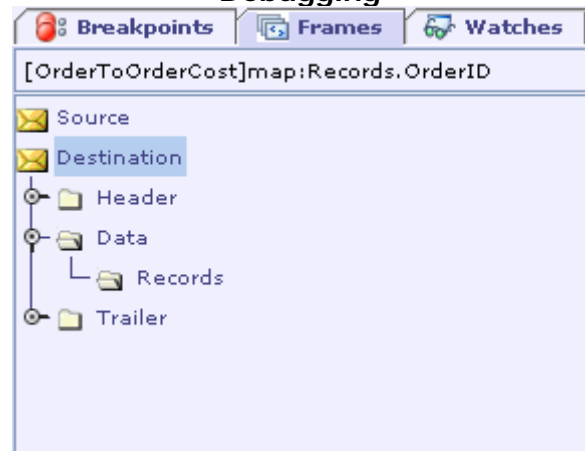 Debugging
Breakpoints Frames Watches
[OrderToOrderCost]map:Records.OrderID
Source
Destination
Header
Data
Records
Trailer